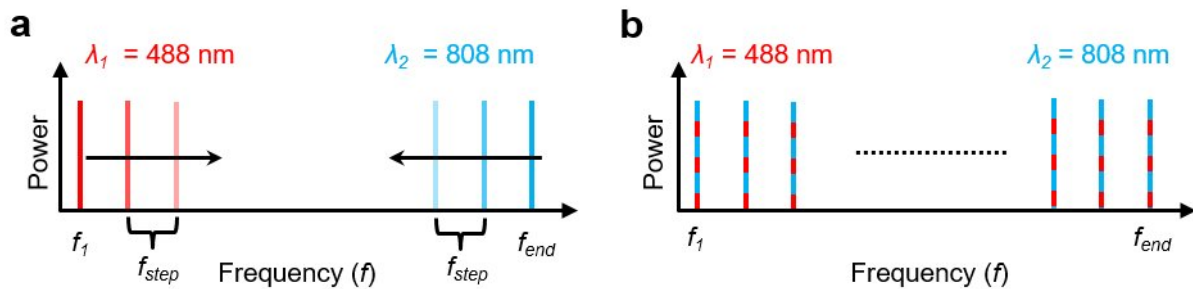 a
λ1 = 488 nm
λ2 = 808 nm
Power
f1
fstep
Frequency (f)
fstep
fend
b
λ1 = 488 nm
λ2 = 808 nm
Power
f1
fend
Frequency (f)